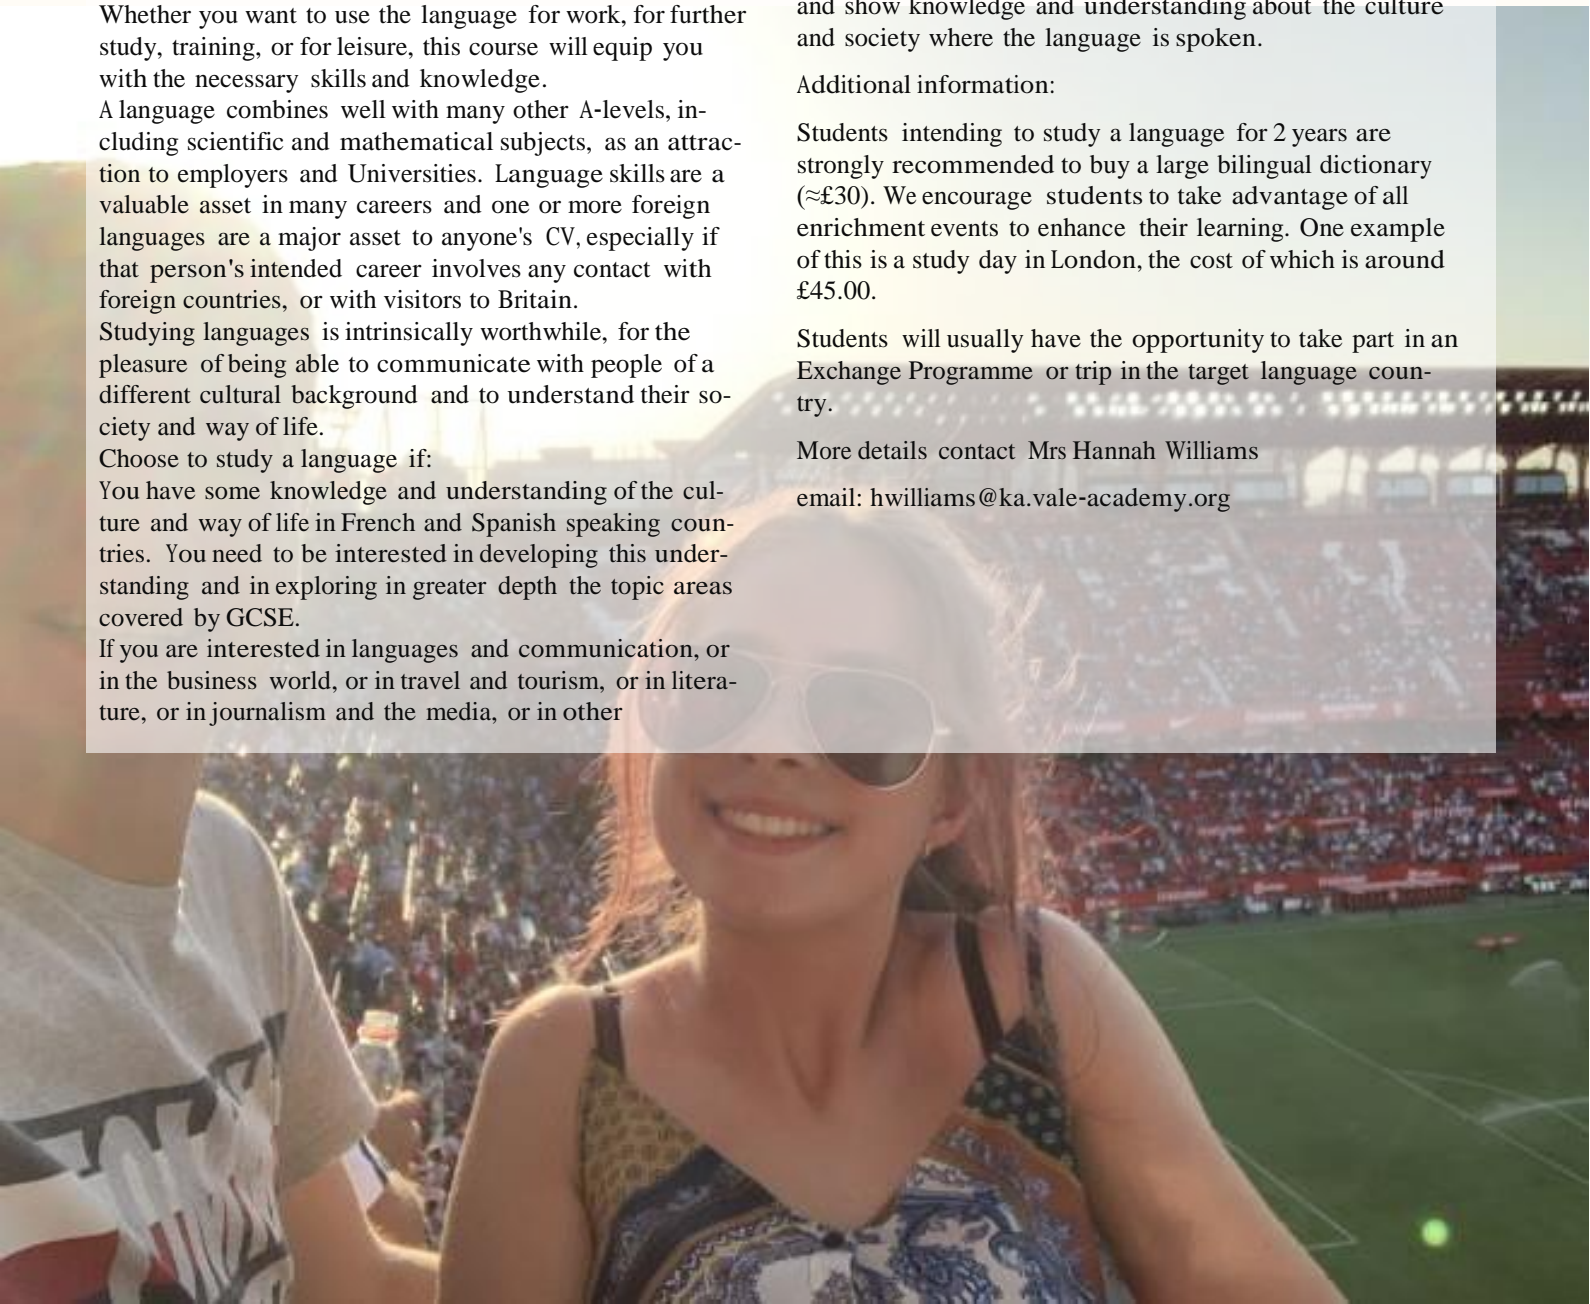 Whether you want to use the language for work, for further
study, training, or for leisure, this course will equip you
with the necessary skills and knowledge.
A language combines well with many other A-levels, in-
cluding scientific and mathematical subjects, as an attrac-
tion to employers and Universities. Language skills are a
valuable asset in many careers and one or more foreign
languages are a major asset to anyone's CV, especially if
that person's intended career involves any contact with
foreign countries, or with visitors to Britain.
Studying languages is intrinsically worthwhile, for the
pleasure of being able to communicate with people of a
different cultural background and to understand their so-
ciety and way of life.
Choose to study a language if:
You have some knowledge and understanding of the cul-
ture and way of life in French and Spanish speaking coun-
tries. You need to be interested in developing this under-
standing and in exploring in greater depth the topic areas
covered by GCSE.
If you are interested in languages and communication, or
in the business world, or in travel and tourism, or in litera-
ture, or in journalism and the media, or in other
and show knowledge and understanding about the culture
and society where the language is spoken.
Additional information:
Students intending to study a language for 2 years are
strongly recommended to buy a large bilingual dictionary
(≈£30). We encourage students to take advantage of all
enrichment events to enhance their learning. One example
of this is a study day in London, the cost of which is around
£45.00.
Students will usually have the opportunity to take part in an
Exchange Programme or trip in the target language coun-
try.
More details contact Mrs Hannah Williams
email: hwilliams@ka.vale-academy.org